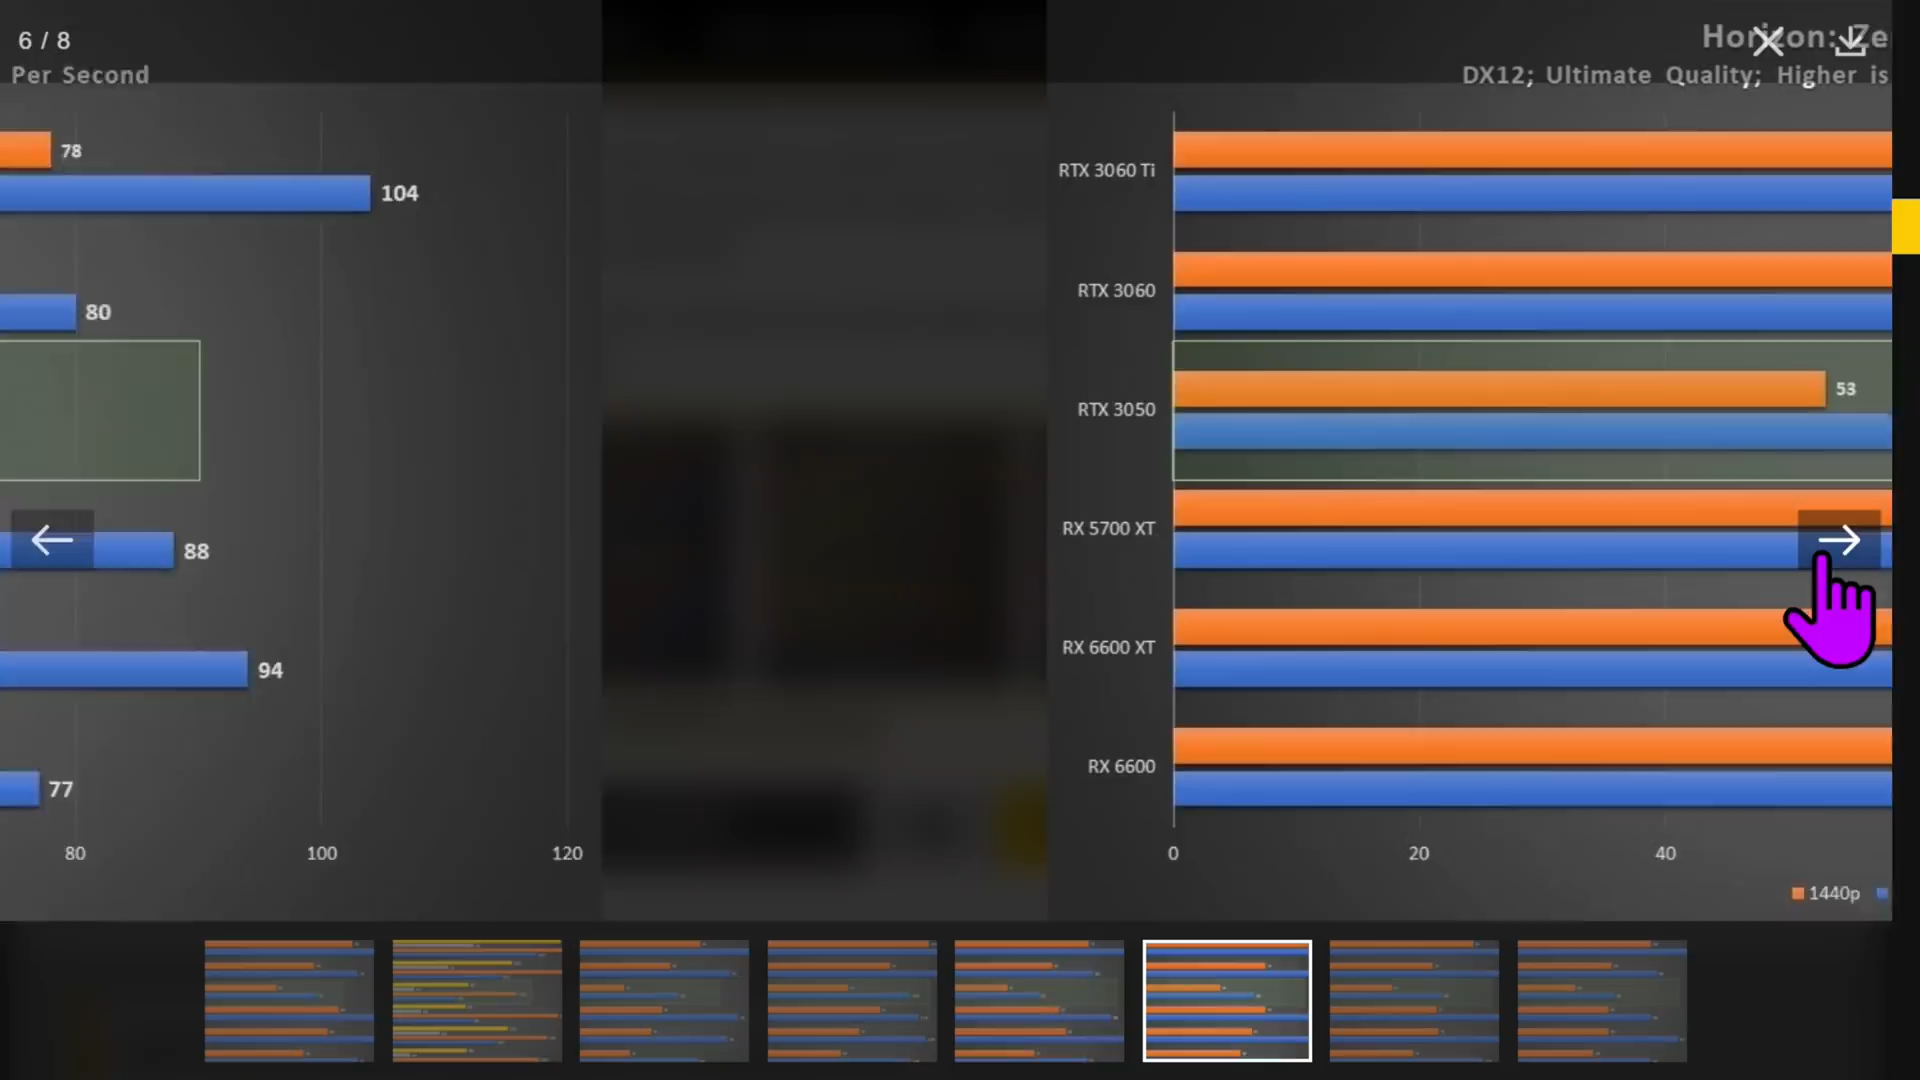 6 / 8
Per Second
78
104
80
88
94
77
80 100 120
Horizon: Ze
DX12; Ultimate Quality; Higher is
RTX 3060 Ti
RTX 3060
RTX 3050
53
RX 5700 XT
RX 6600 XT
RX 6600
0 20 40
1440p